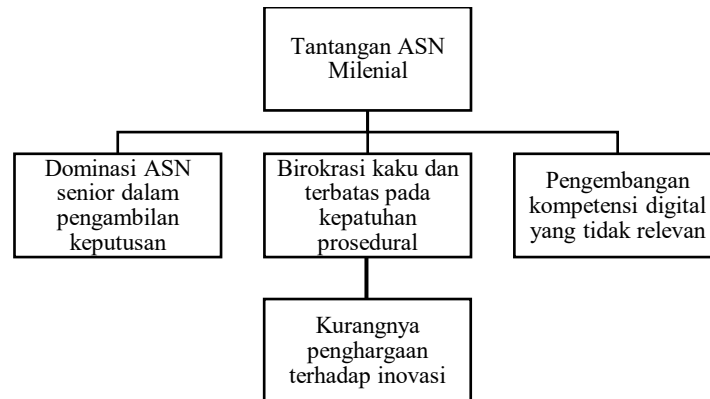 Tantangan ASN
Milenial
Dominasi ASN
senior dalam
pengambilan
keputusan
Birokrasi kaku dan
terbatas pada
kepatuhan
prosedural
Pengembangan
kompetensi digital
yang tidak relevan
Kurangnya
penghargaan
terhadap inovasi